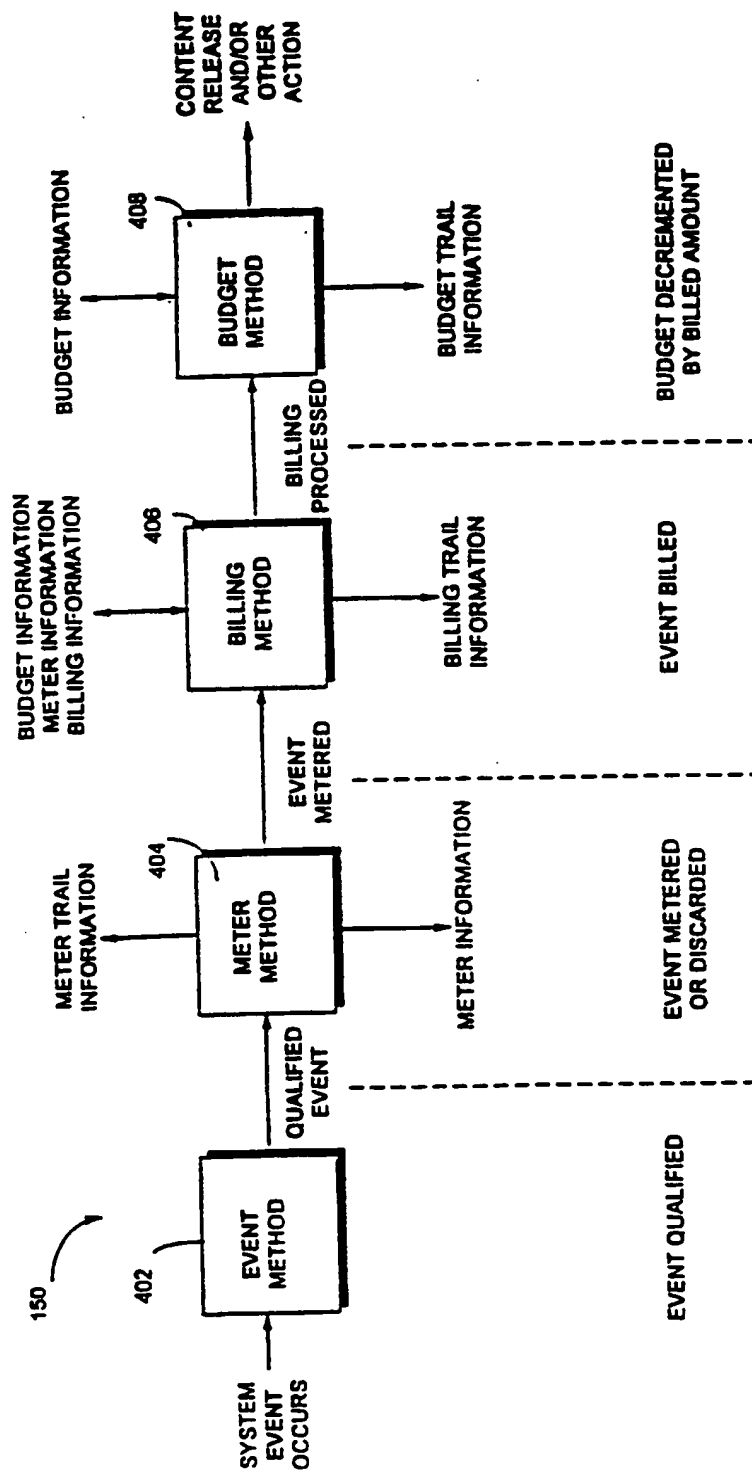 150
SYSTEM
EVENT
OCCURS
402
EVENT
METHOD
QUALIFIED
EVENT
METER TRAIL
INFORMATION
404
METER
METHOD
METER INFORMATION
EVENT
METERED
BUDGET INFORMATION
METER INFORMATION
BILLING INFORMATION
406
BILLING
METHOD
BILLING TRAIL
INFORMATION
BILLING
PROCESSED
BUDGET INFORMATION
408
BUDGET
METHOD
BUDGET TRAIL
INFORMATION
CONTENT
RELEASE
AND/OR
OTHER
ACTION
EVENT QUALIFIED
EVENT METERED
OR DISCARDED
EVENT BILLED
BUDGET DECREMENTED
BY BILLED AMOUNT